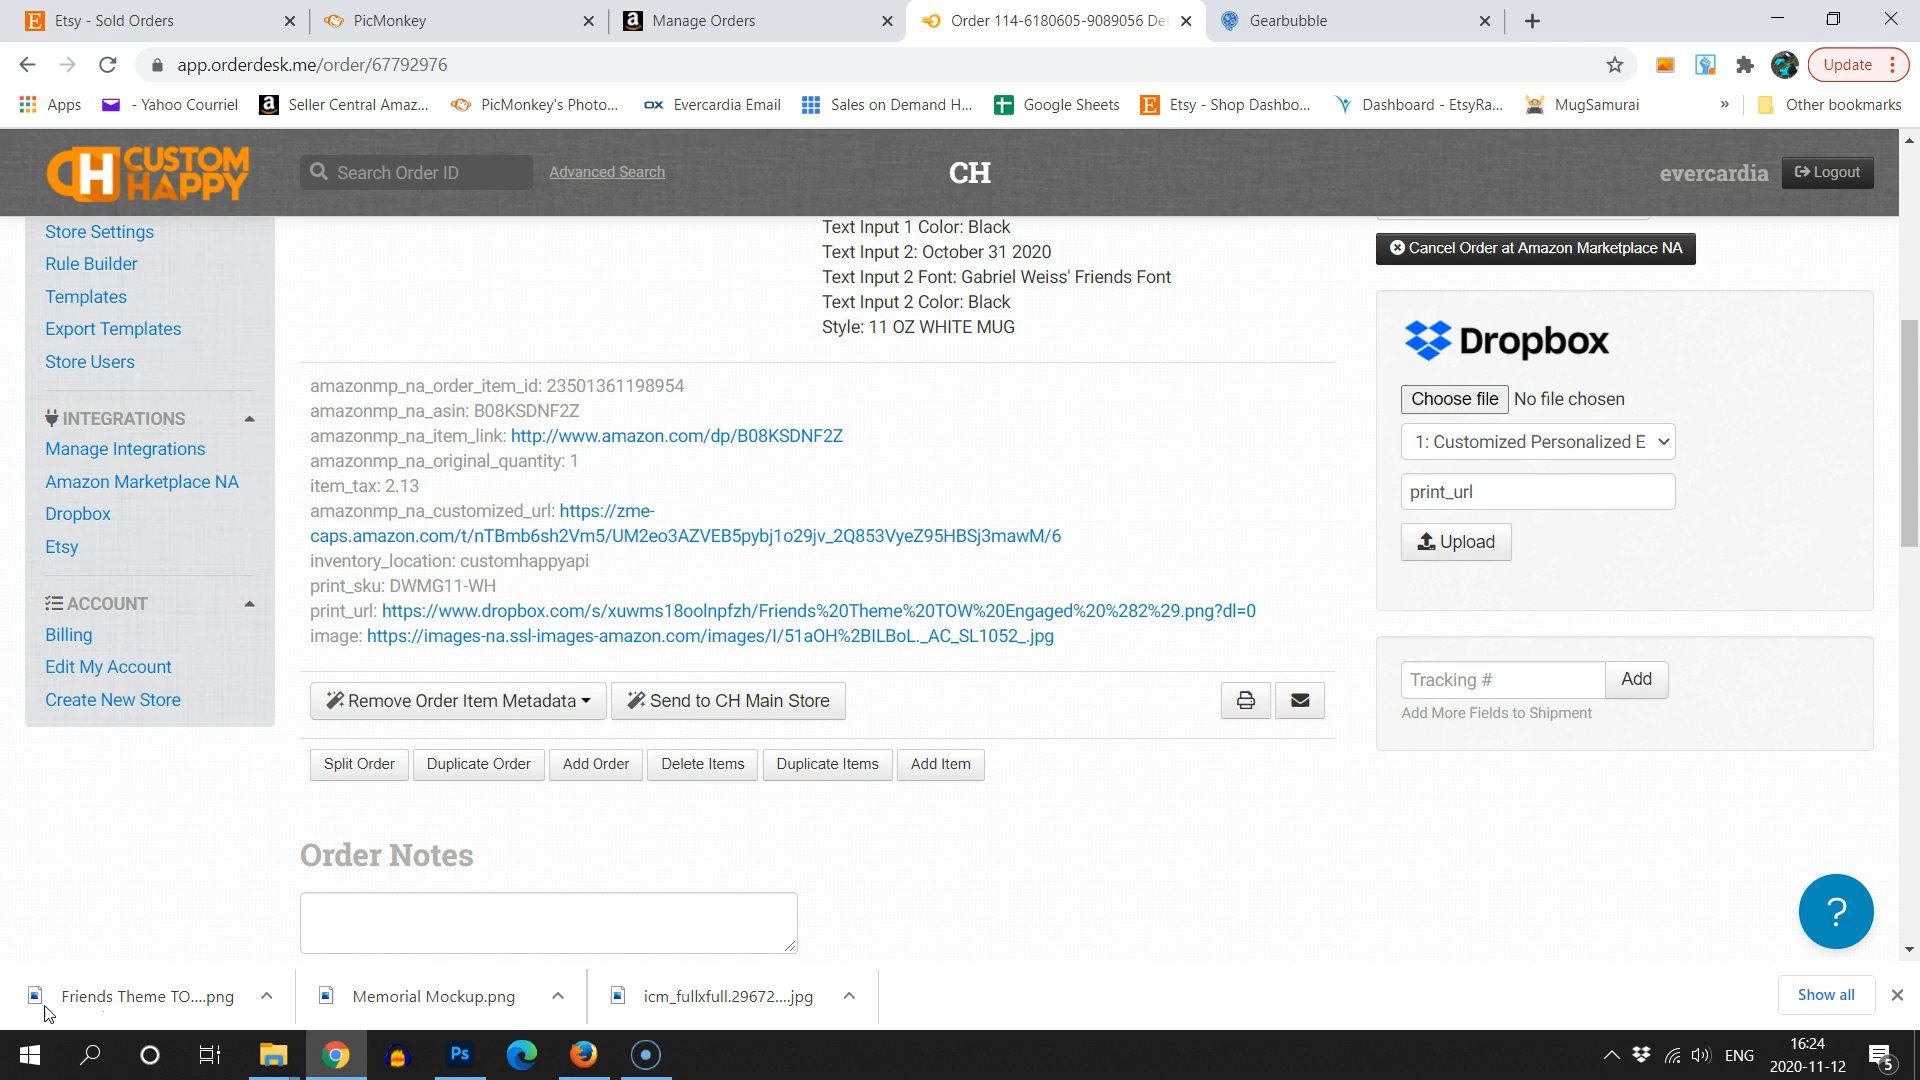 Etsy - Sold Orders
PicMonkey
Manage Orders
Order 114-6180605-9089056 Det
Gearbubble
app.orderdesk.me/order/67792976
Update
Apps
- Yahoo Courriel
Seller Central Amaz...
PicMonkey's Photo...
Evercardia Email
Sales on Demand H...
Google Sheets
Etsy - Shop Dashbo...
Dashboard - EtsyRa...
MugSamurai
»
Other bookmarks
CH CUSTOM HAPPY
Search Order ID
Advanced Search
CH
evercardia
Logout
Store Settings
Rule Builder
Templates
Export Templates
Store Users
INTEGRATIONS
Manage Integrations
Amazon Marketplace NA
Dropbox
Etsy
ACCOUNT
Billing
Edit My Account
Create New Store
Text Input 1 Color: Black
Text Input 2: October 31 2020
Text Input 2 Font: Gabriel Weiss' Friends Font
Text Input 2 Color: Black
Style: 11 OZ WHITE MUG
amazonmp_na_order_item_id: 23501361198954
amazonmp_na_asin: B08KSDNF2Z
amazonmp_na_item_link: http://www.amazon.com/dp/B08KSDNF2Z
amazonmp_na_original_quantity: 1
item_tax: 2.13
amazonmp_na_customized_url: https://zme-
caps.amazon.com/t/nTBmb6sh2Vm5/UM2eo3AZVEB5pybj1o29jv_2Q853VyeZ95HBSj3mawM/6
inventory_location: customhappyapi
print_sku: DWMG11-WH
print_url: https://www.dropbox.com/s/xuwms18oolnpfzh/Friends%20Theme%20TOW%20Engaged%20%282%29.png?dl=0
image: https://images-na.ssl-images-amazon.com/images/I/51aOH%2BILBoL._AC_SL1052_.jpg
Remove Order Item Metadata
Send to CH Main Store
Split Order
Duplicate Order
Add Order
Delete Items
Duplicate Items
Add Item
Order Notes
Cancel Order at Amazon Marketplace NA
Dropbox
Choose file No file chosen
1: Customized Personalized E
print_url
Upload
Tracking #
Add
Add More Fields to Shipment
?
Friends Theme TO....png
Memorial Mockup.png
icm_fullxfull.29672....jpg
Show all
Ps
ENG
16:24
2020-11-12
5